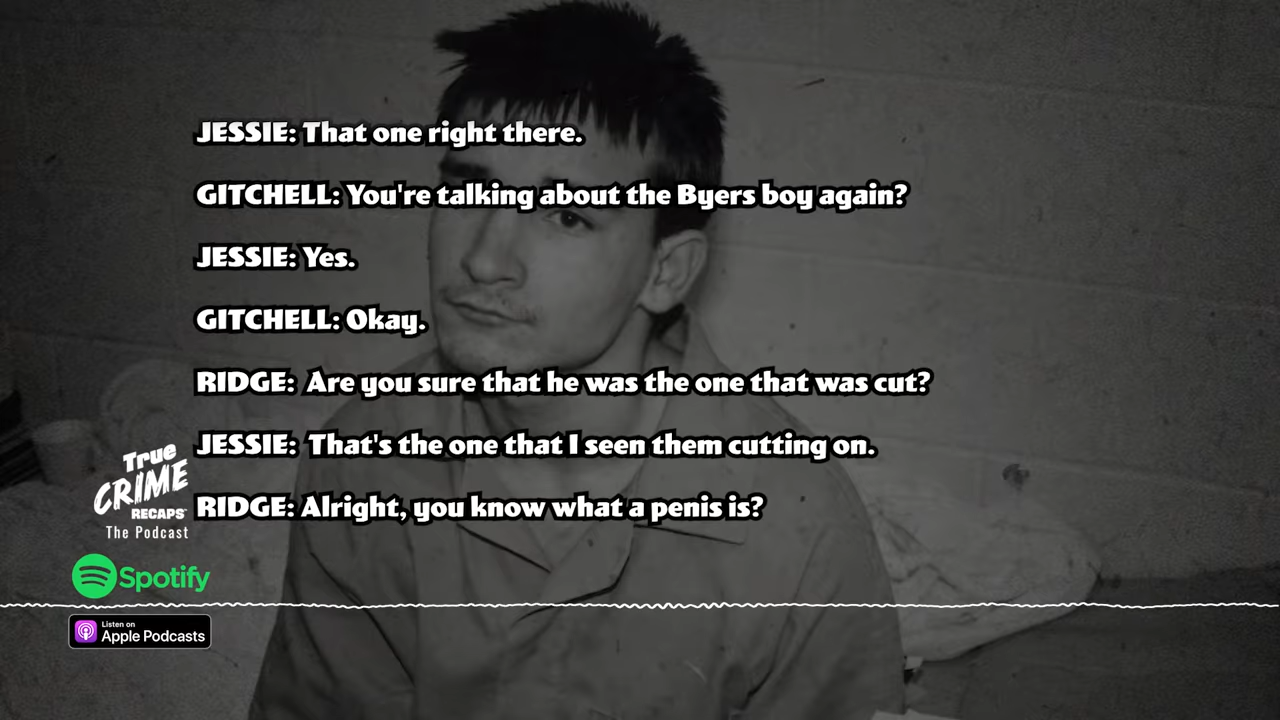 JESSIE: That one right there.
GITCHELL: You're talking about the Byers boy again?
JESSIE: Yes.
GITCHELL: Okay.
RIDGE: Are you sure that he was the one that was cut?
JESSIE: That's the one that I seen them cutting on.
RIDGE: Alright, you know what a penis is?
True
CRIME
RECAPS
The Podcast
Spotify
Listen on
Apple Podcasts